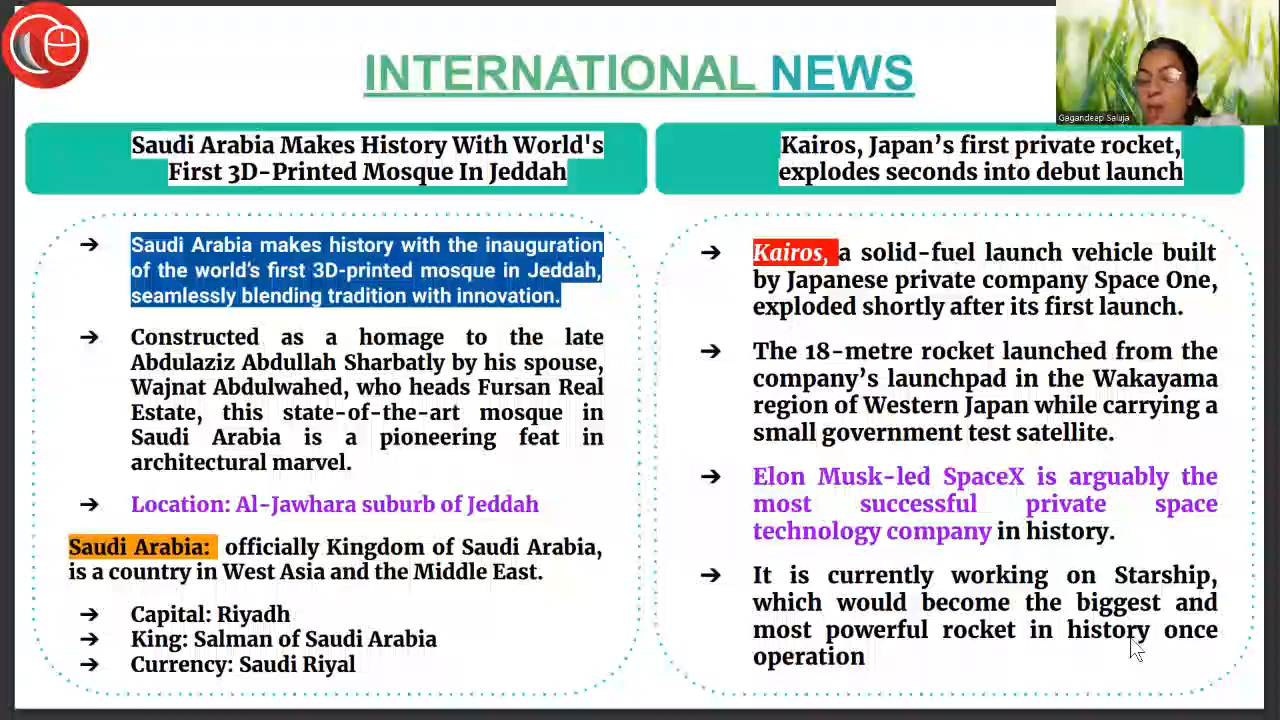 INTERNATIONAL NEWS
Gagandeep Saluja
Saudi Arabia Makes History With World's
First 3D-Printed Mosque In Jeddah
➔ Saudi Arabia makes history with the inauguration
of the world's first 3D-printed mosque in Jeddah,
seamlessly blending tradition with innovation.
➔ Constructed as a homage to the late
Abdulaziz Abdullah Sharbatly by his spouse,
Wajnat Abdulwahed, who heads Fursan Real
Estate, this state-of-the-art mosque in
Saudi Arabia is a pioneering feat in
architectural marvel.
➔ Location: Al-Jawhara suburb of Jeddah
Saudi Arabia: officially Kingdom of Saudi Arabia,
is a country in West Asia and the Middle East.
➔ Capital: Riyadh
➔ King: Salman of Saudi Arabia
➔ Currency: Saudi Riyal
Kairos, Japan’s first private rocket,
explodes seconds into debut launch
➔ Kairos, a solid-fuel launch vehicle built
by Japanese private company Space One,
exploded shortly after its first launch.
➔ The 18-metre rocket launched from the
company’s launchpad in the Wakayama
region of Western Japan while carrying a
small government test satellite.
➔ Elon Musk-led SpaceX is arguably the
most successful private space
technology company in history.
➔ It is currently working on Starship,
which would become the biggest and
most powerful rocket in history once
operation